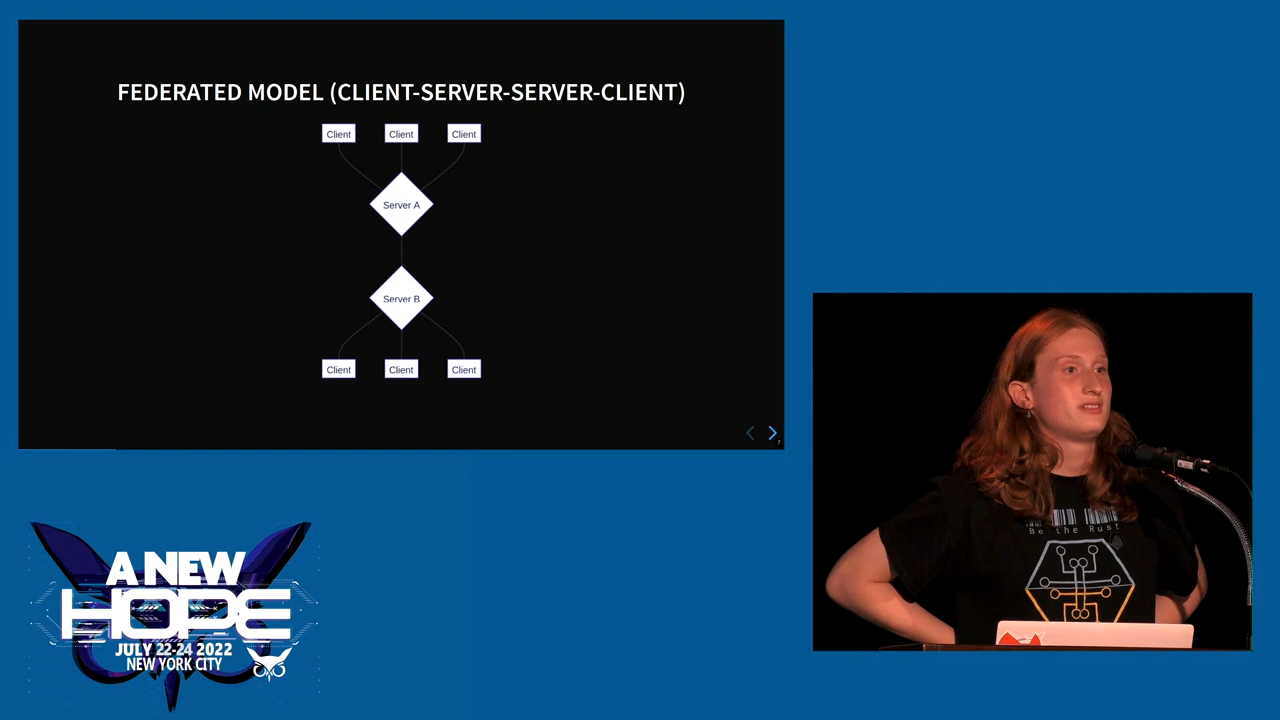 FEDERATED MODEL (CLIENT-SERVER-SERVER-CLIENT)
Client Client Client
Server A
Server B
Client Client Client
7
A NEW
HOPE
JULY 22-24 2022
NEW YORK CITY
Be the Rust